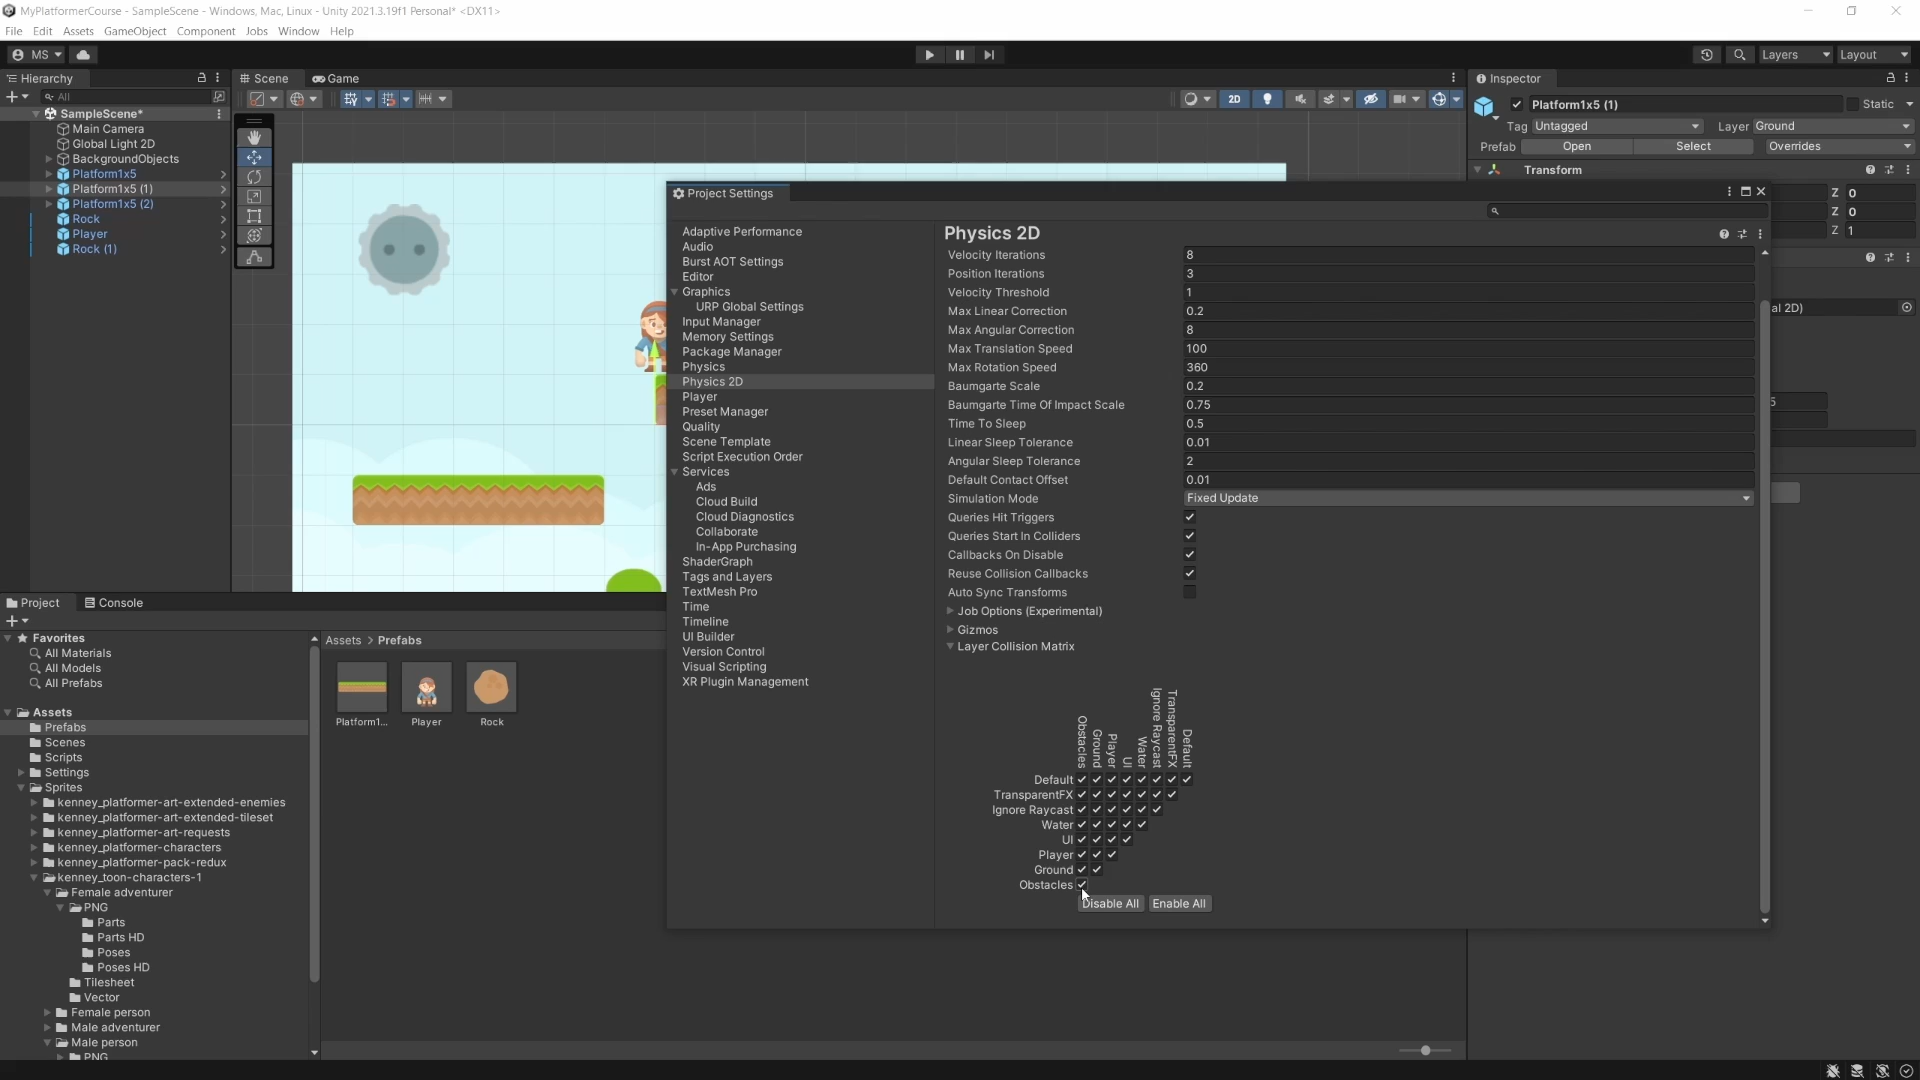 MyPlatformerCourse - SampleScene - Windows, Mac, Linux - Unity 2021.3.19f1 Personal* <DX11>
File Edit Assets GameObject Component Jobs Window Help
MS
Layers
Layout
Hierarchy
All
SampleScene*
Main Camera
Global Light 2D
BackgroundObjects
Platform1x5
Platform1x5 (1)
Platform1x5 (2)
Rock
Player
Rock (1)
Scene
Game
2D
Inspector
Platform1x5 (1)
Static
Tag Untagged
Layer Ground
Prefab Open Select Overrides
Transform
Z 0
Z 0
Z 1
al 2D)
5
Project Settings
Adaptive Performance
Audio
Burst AOT Settings
Editor
Graphics
URP Global Settings
Input Manager
Memory Settings
Package Manager
Physics
Physics 2D
Player
Preset Manager
Quality
Scene Template
Script Execution Order
Services
Ads
Cloud Build
Cloud Diagnostics
Collaborate
In-App Purchasing
ShaderGraph
Tags and Layers
TextMesh Pro
Time
Timeline
UI Builder
Version Control
Visual Scripting
XR Plugin Management
Physics 2D
Velocity Iterations 8
Position Iterations 3
Velocity Threshold 1
Max Linear Correction 0.2
Max Angular Correction 8
Max Translation Speed 100
Max Rotation Speed 360
Baumgarte Scale 0.2
Baumgarte Time Of Impact Scale 0.75
Time To Sleep 0.5
Linear Sleep Tolerance 0.01
Angular Sleep Tolerance 2
Default Contact Offset 0.01
Simulation Mode Fixed Update
Queries Hit Triggers
Queries Start In Colliders
Callbacks On Disable
Reuse Collision Callbacks
Auto Sync Transforms
Job Options (Experimental)
Gizmos
Layer Collision Matrix
Obstacles
Ground
Player
UI
Water
Ignore Raycast
TransparentFX
Default
Default
TransparentFX
Ignore Raycast
Water
UI
Player
Ground
Obstacles
Disable All
Enable All
Project
Console
Favorites
All Materials
All Models
All Prefabs
Assets
Prefabs
Scenes
Scripts
Settings
Sprites
kenney_platformer-art-extended-enemies
kenney_platformer-art-extended-tileset
kenney_platformer-art-requests
kenney_platformer-characters
kenney_platformer-pack-redux
kenney_toon-characters-1
Female adventurer
PNG
Parts
Parts HD
Poses
Poses HD
Tilesheet
Vector
Female person
Male adventurer
Male person
PNG
Assets > Prefabs
Platform1...
Player
Rock